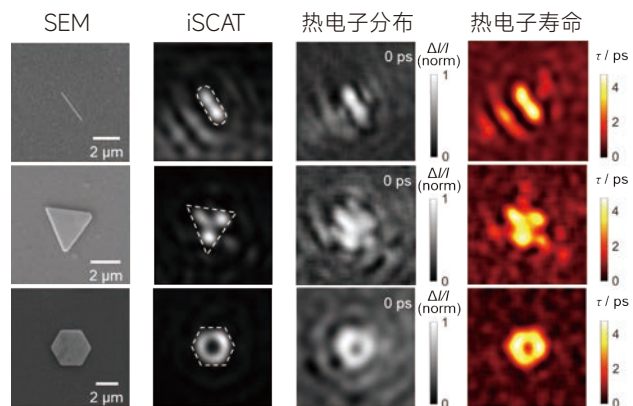 SEM
iSCAT
热电子分布
热电子寿命
0 ps
ΔI/I
(norm)
1
0
τ / ps
4
2
0
2 μm
0 ps
ΔI/I
(norm)
1
0
τ / ps
4
2
0
2 μm
0 ps
ΔI/I
(norm)
1
0
τ / ps
4
2
0
2 μm